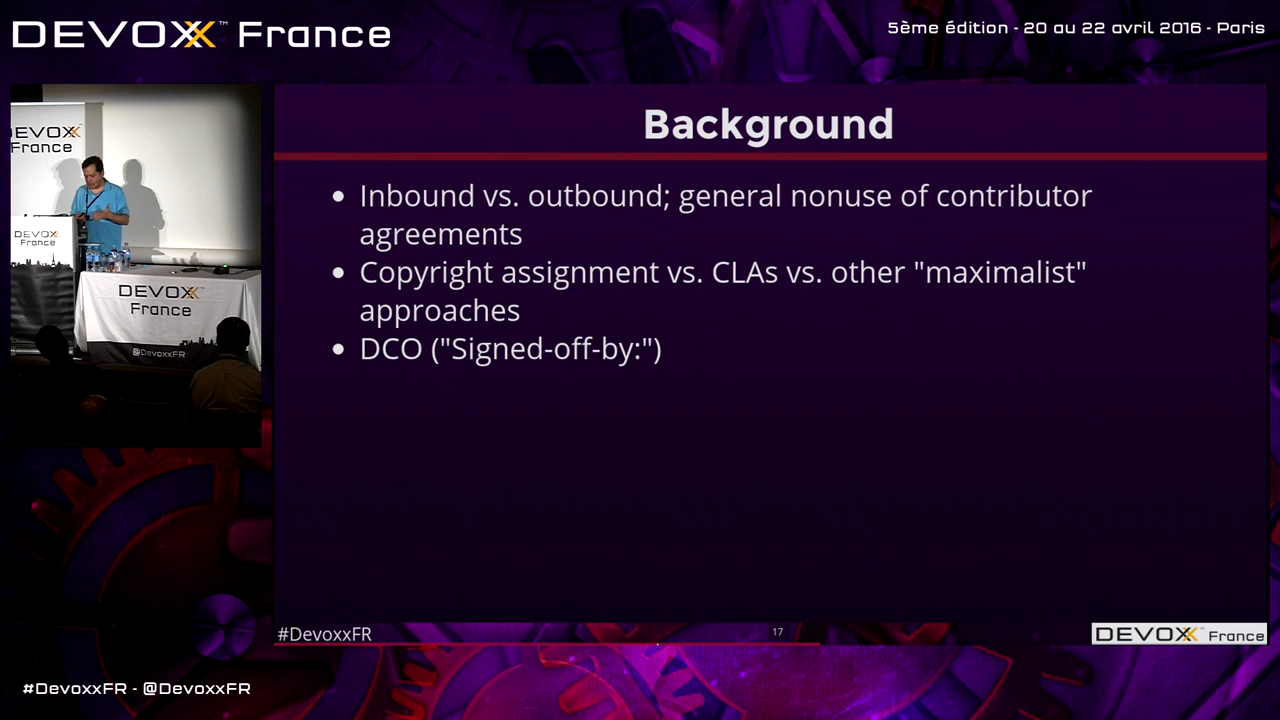 DEVOXX™ France
5ème édition - 20 au 22 avril 2016 - Paris
DEVOXX
France
DEVOXX
France
DEVOXX
France
@DevoxxFR
Background
• Inbound vs. outbound; general nonuse of contributor
agreements
• Copyright assignment vs. CLAs vs. other "maximalist"
approaches
• DCO ("Signed-off-by:")
#DevoxxFR
17
DEVOXX France
#DevoxxFR - @DevoxxFR